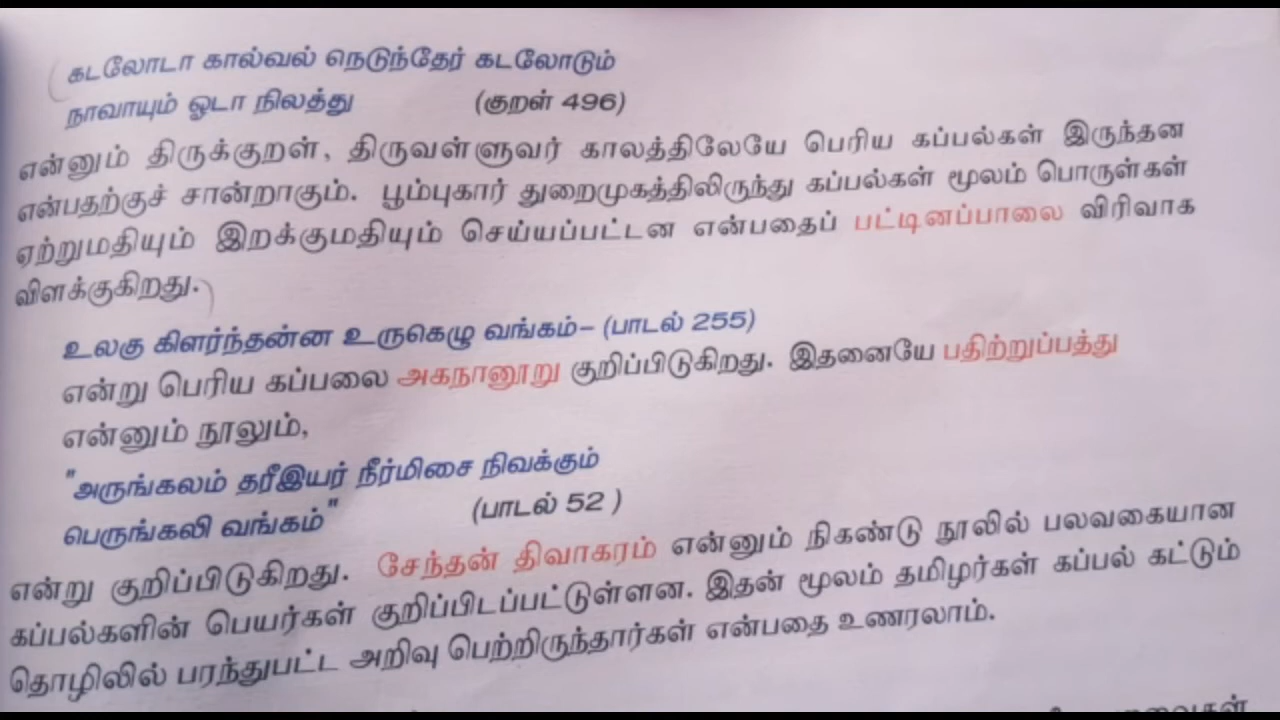 கடலோடா கால்வல் நெடுந்தேர் கடலோடும்
நாவாயும் ஓடா நிலத்து (குறள் 496)
என்னும் திருக்குறள், திருவள்ளுவர் காலத்திலேயே பெரிய கப்பல்கள் இருந்தன
என்பதற்குச் சான்றாகும். பூம்புகார் துறைமுகத்திலிருந்து கப்பல்கள் மூலம் பொருள்கள்
ஏற்றுமதியும் இறக்குமதியும் செய்யப்பட்டன என்பதைப் பட்டினப்பாலை விரிவாக
விளக்குகிறது.
உலகு கிளர்ந்தன்ன உருகெழு வங்கம்– (பாடல் 255)
என்று பெரிய கப்பலை அகநானூறு குறிப்பிடுகிறது. இதனையே பதிற்றுப்பத்து
என்னும் நூலும்,
"அருங்கலம் தரீஇயர் நீர்மிசை நிவக்கும்
பெருங்கலி வங்கம்" (பாடல் 52 )
என்று குறிப்பிடுகிறது. சேந்தன் திவாகரம் என்னும் நிகண்டு நூலில் பலவகையான
கப்பல்களின் பெயர்கள் குறிப்பிடப்பட்டுள்ளன. இதன் மூலம் தமிழர்கள் கப்பல் கட்டும்
தொழிலில் பரந்துபட்ட அறிவு பெற்றிருந்தார்கள் என்பதை உணரலாம்.